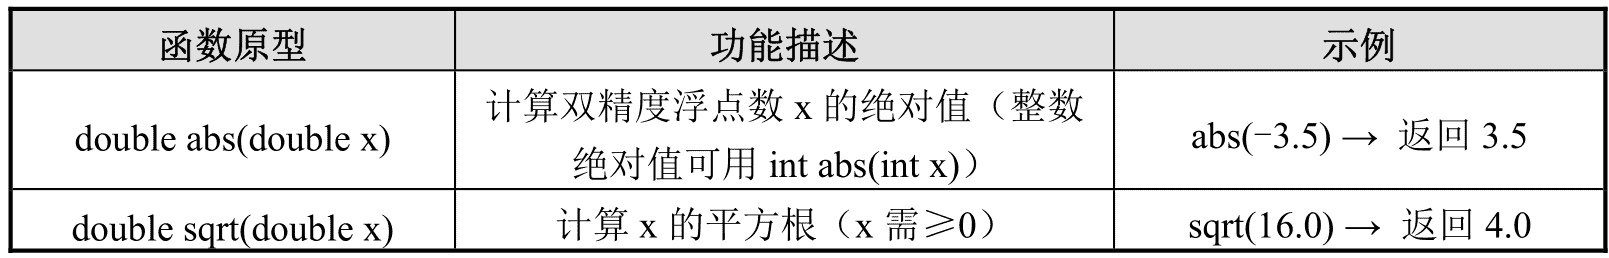 函数原型 功能描述 示例
double abs(double x) 计算双精度浮点数 x 的绝对值（整数
绝对值可用 int abs(int x)） abs(−3.5) → 返回 3.5
double sqrt(double x) 计算 x 的平方根（x 需≥0） sqrt(16.0) → 返回 4.0